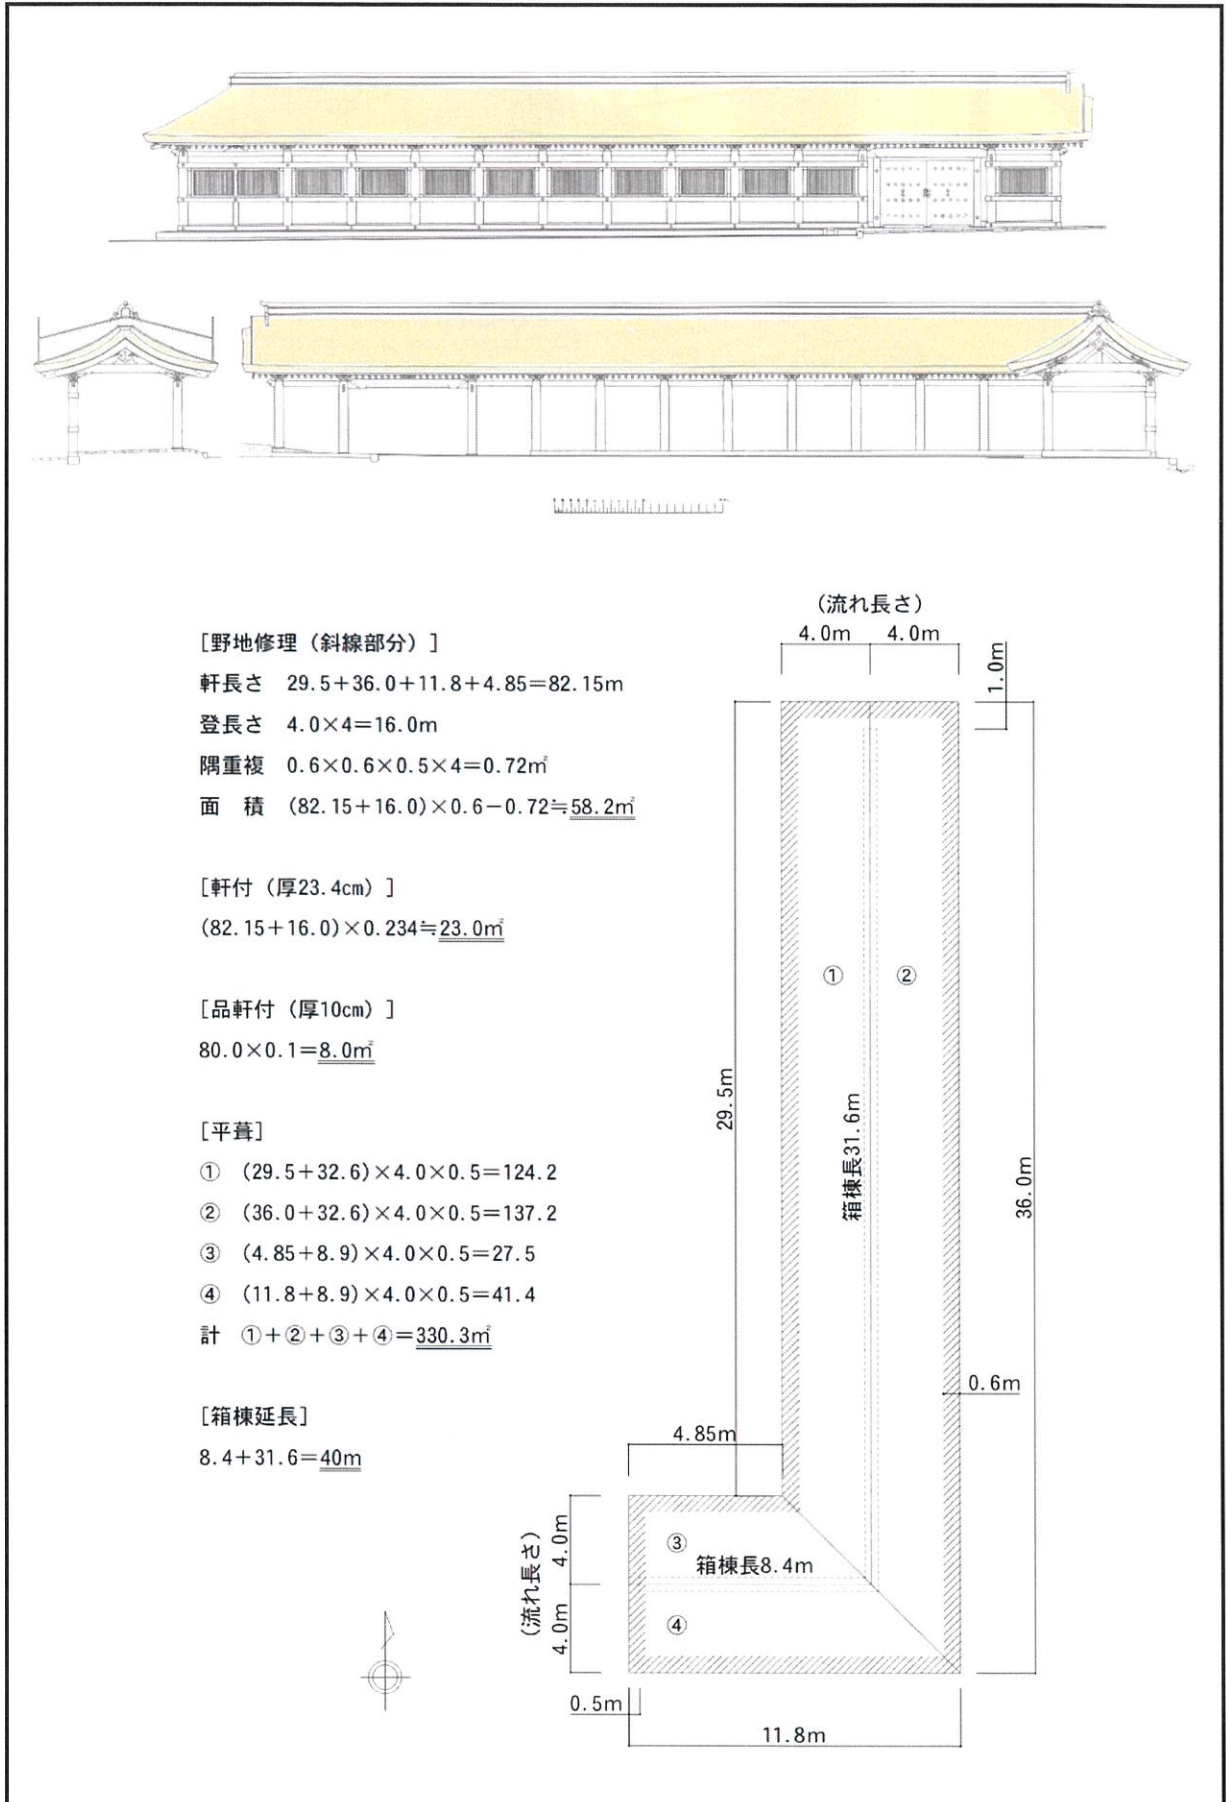 [野地修理（斜線部分）]
軒長さ　29.5+36.0+11.8+4.85=82.15m
登長さ　4.0×4=16.0m
隅重複　0.6×0.6×0.5×4=0.72㎡
面　積　(82.15+16.0)×0.6−0.72≒58.2㎡
[軒付（厚23.4cm）]
(82.15+16.0)×0.234≒23.0㎡
[品軒付（厚10cm）]
80.0×0.1=8.0㎡
[平葺]
①　(29.5+32.6)×4.0×0.5=124.2
②　(36.0+32.6)×4.0×0.5=137.2
③　(4.85+8.9)×4.0×0.5=27.5
④　(11.8+8.9)×4.0×0.5=41.4
計　①+②+③+④=330.3㎡
[箱棟延長]
8.4+31.6=40m
（流れ長さ）
4.0m
4.0m
1.0m
①
②
29.5m
箱棟長31.6m
36.0m
0.6m
4.85m
（流れ長さ）
4.0m
4.0m
③
箱棟長8.4m
④
0.5m
11.8m